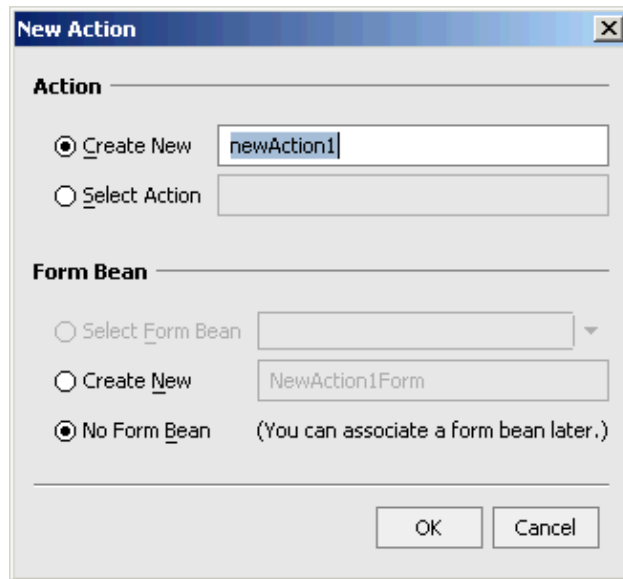 New Action
Action
Create New newAction1
Select Action
Form Bean
Select Form Bean
Create New NewAction1Form
No Form Bean (You can associate a form bean later.)
OK Cancel